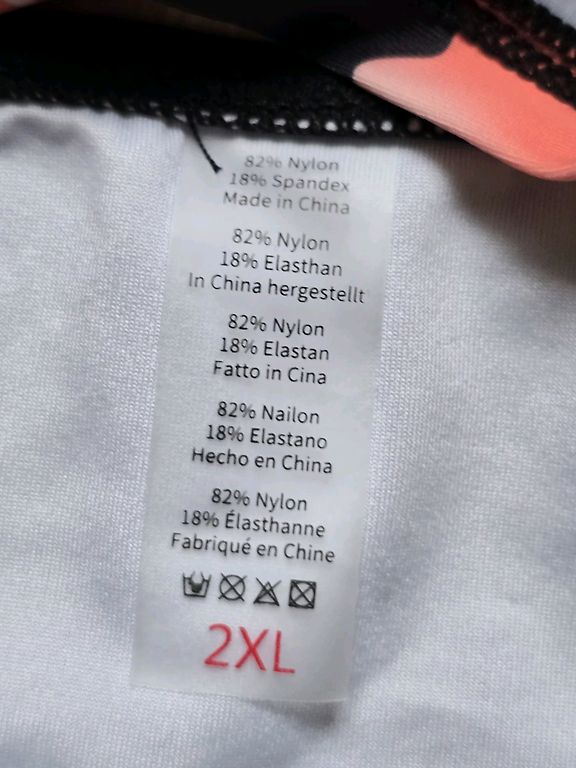 82% Nylon
18% Spandex
Made in China
82% Nylon
18% Elasthan
In China hergestellt
82% Nylon
18% Elastan
Fatto in Cina
82% Nailon
18% Elastano
Hecho en China
82% Nylon
18% Élasthanne
Fabriqué en Chine
2XL